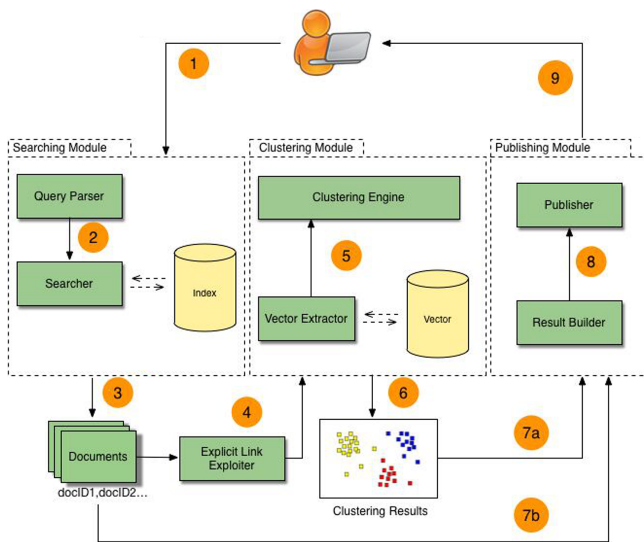 1
9
Searching Module
Clustering Module
Publishing Module
Query Parser
Clustering Engine
Publisher
2
5
8
Searcher
Index
Vector Extractor
Vector
Result Builder
3
4
6
7a
Documents
Explicit Link
Exploiter
docID1,docID2...
Clustering Results
7b